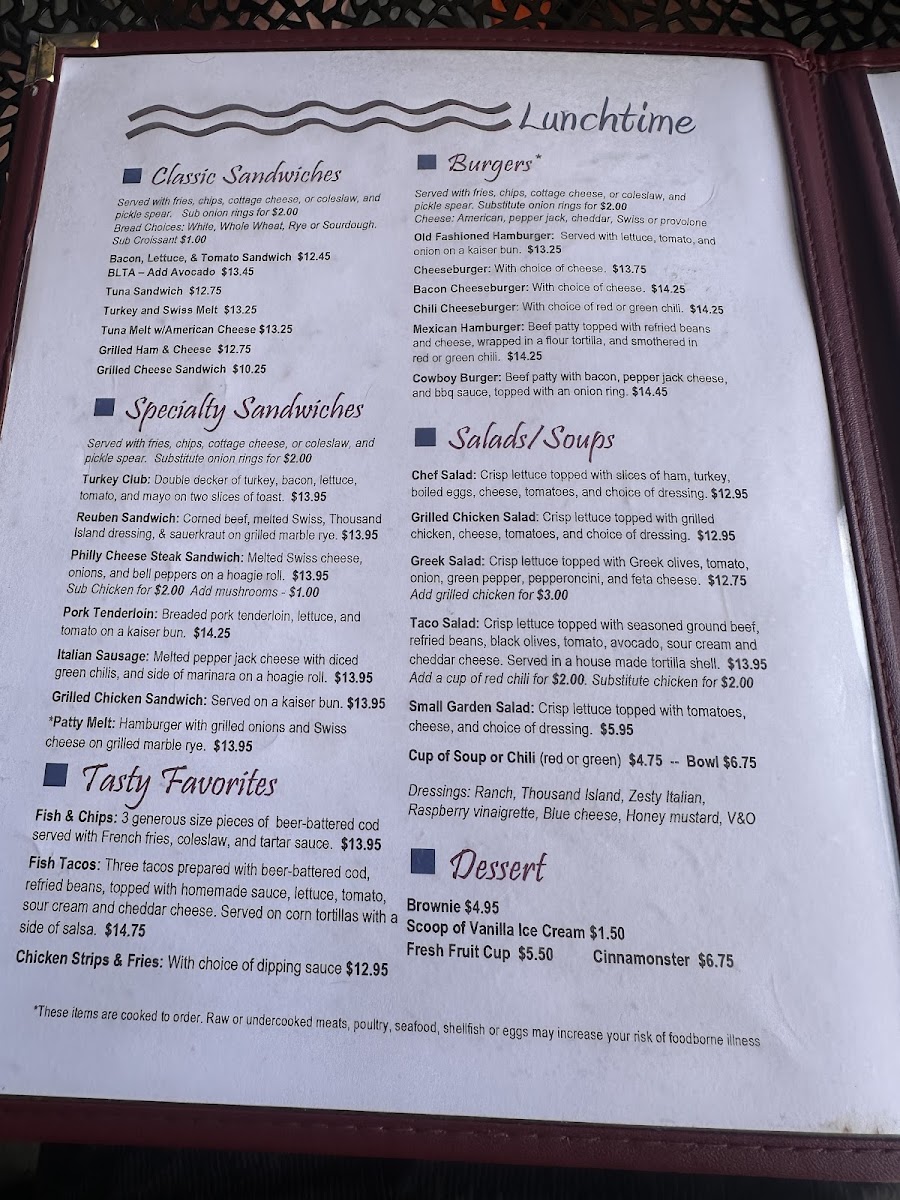 Lunchtime
Classic Sandwiches
Served with fries, chips, cottage cheese, or coleslaw, and
pickle spear. Sub onion rings for $2.00
Bread Choices: White, Whole Wheat, Rye or Sourdough.
Sub Croissant $1.00
Bacon, Lettuce, & Tomato Sandwich $12.45
BLTA – Add Avocado $13.45
Tuna Sandwich $12.75
Turkey and Swiss Melt $13.25
Tuna Melt w/American Cheese $13.25
Grilled Ham & Cheese $12.75
Grilled Cheese Sandwich $10.25
Specialty Sandwiches
Served with fries, chips, cottage cheese, or coleslaw, and
pickle spear. Substitute onion rings for $2.00
Turkey Club: Double decker of turkey, bacon, lettuce,
tomato, and mayo on two slices of toast. $13.95
Reuben Sandwich: Corned beef, melted Swiss, Thousand
Island dressing, & sauerkraut on grilled marble rye. $13.95
Philly Cheese Steak Sandwich: Melted Swiss cheese,
onions, and bell peppers on a hoagie roll. $13.95
Sub Chicken for $2.00 Add mushrooms - $1.00
Pork Tenderloin: Breaded pork tenderloin, lettuce, and
tomato on a kaiser bun. $14.25
Italian Sausage: Melted pepper jack cheese with diced
green chilis, and side of marinara on a hoagie roll. $13.95
Grilled Chicken Sandwich: Served on a kaiser bun. $13.95
*Patty Melt: Hamburger with grilled onions and Swiss
cheese on grilled marble rye. $13.95
Tasty Favorites
Fish & Chips: 3 generous size pieces of beer-battered cod
served with French fries, coleslaw, and tartar sauce. $13.95
Fish Tacos: Three tacos prepared with beer-battered cod,
refried beans, topped with homemade sauce, lettuce, tomato,
sour cream and cheddar cheese. Served on corn tortillas with a
side of salsa. $14.75
Chicken Strips & Fries: With choice of dipping sauce $12.95
Burgers*
Served with fries, chips, cottage cheese, or coleslaw, and
pickle spear. Substitute onion rings for $2.00
Cheese: American, pepper jack, cheddar, Swiss or provolone
Old Fashioned Hamburger: Served with lettuce, tomato, and
onion on a kaiser bun. $13.25
Cheeseburger: With choice of cheese. $13.75
Bacon Cheeseburger: With choice of cheese. $14.25
Chili Cheeseburger: With choice of red or green chili. $14.25
Mexican Hamburger: Beef patty topped with refried beans
and cheese, wrapped in a flour tortilla, and smothered in
red or green chili. $14.25
Cowboy Burger: Beef patty with bacon, pepper jack cheese,
and bbq sauce, topped with an onion ring. $14.45
Salads/Soups
Chef Salad: Crisp lettuce topped with slices of ham, turkey,
boiled eggs, cheese, tomatoes, and choice of dressing. $12.95
Grilled Chicken Salad: Crisp lettuce topped with grilled
chicken, cheese, tomatoes, and choice of dressing. $12.95
Greek Salad: Crisp lettuce topped with Greek olives, tomato,
onion, green pepper, pepperoncini, and feta cheese. $12.75
Add grilled chicken for $3.00
Taco Salad: Crisp lettuce topped with seasoned ground beef,
refried beans, black olives, tomato, avocado, sour cream and
cheddar cheese. Served in a house made tortilla shell. $13.95
Add a cup of red chili for $2.00. Substitute chicken for $2.00
Small Garden Salad: Crisp lettuce topped with tomatoes,
cheese, and choice of dressing. $5.95
Cup of Soup or Chili (red or green) $4.75 -- Bowl $6.75
Dressings: Ranch, Thousand Island, Zesty Italian,
Raspberry vinaigrette, Blue cheese, Honey mustard, V&O
Dessert
Brownie $4.95
Scoop of Vanilla Ice Cream $1.50
Fresh Fruit Cup $5.50 Cinnamonster $6.75
*These items are cooked to order. Raw or undercooked meats, poultry, seafood, shellfish or eggs may increase your risk of foodborne illness